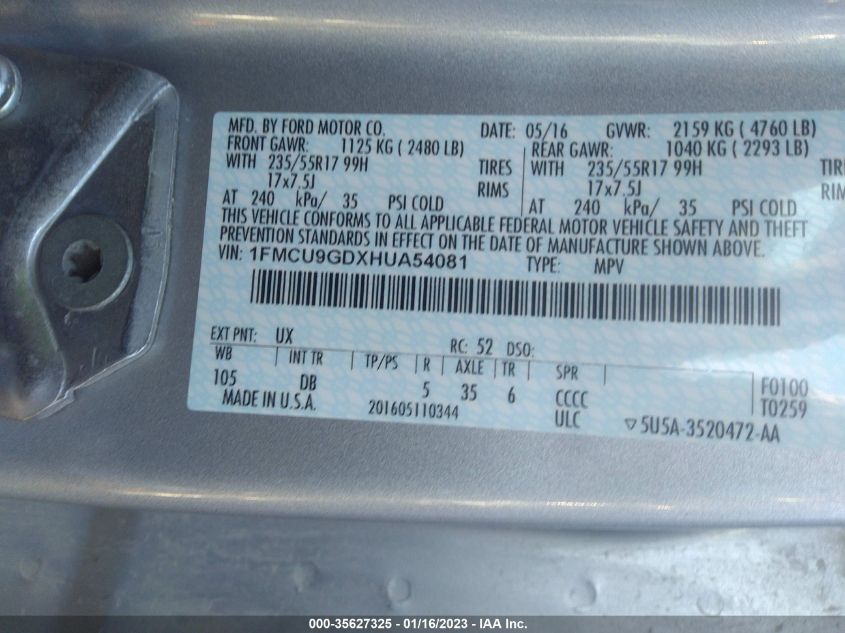 MFD. BY FORD MOTOR CO. DATE: 05/16 GVWR: 2159 KG ( 4760 LB)
FRONT GAWR: 1125 KG ( 2480 LB) REAR GAWR: 1040 KG ( 2293 LB)
WITH 235/55R17 99H TIRES WITH 235/55R17 99H TIRE
17x7.5J RIMS 17x7.5J RIMS
AT 240 kPa/ 35 PSI COLD AT 240 kPa/ 35 PSI COLD
THIS VEHICLE CONFORMS TO ALL APPLICABLE FEDERAL MOTOR VEHICLE SAFETY AND THEFT
PREVENTION STANDARDS IN EFFECT ON THE DATE OF MANUFACTURE SHOWN ABOVE.
VIN: 1FMCU9GDXHUA54081 TYPE: MPV
EXT PNT: UX RC: 52 DSO:
WB INT TR TP/PS R AXLE TR SPR
105 DB 5 35 6 CCCC F0100
MADE IN U.S.A. 201605110344 ULC T0259
▽5U5A-3520472-AA
000-35627325 - 01/16/2023 - IAA Inc.